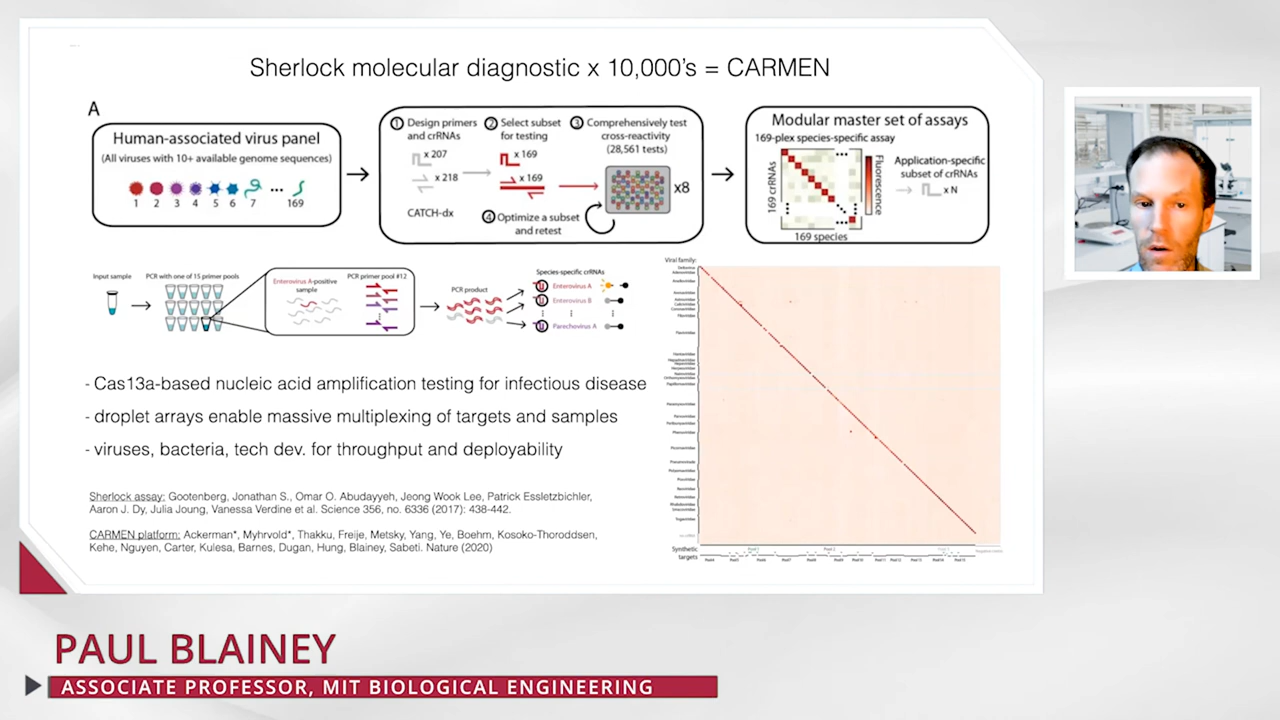 Sherlock molecular diagnostic x 10,000's = CARMEN
A
Human-associated virus panel
(All viruses with 10+ available genome sequences)
1 2 3 4 5 6 7 ... 169
1 Design primers
and crRNAs
x 207
x 218
CATCH-dx
2 Select subset
for testing
x 169
x 169
3 Comprehensively test
cross-reactivity
(28,561 tests)
x8
4 Optimize a subset
and retest
Modular master set of assays
169-plex species-specific assay
169 crRNAs
169 species
Fluorescence
Application-specific
subset of crRNAs
x N
Input sample
PCR with one of 15 primer pools
Enterovirus A-positive
sample
PCR primer pool #12
PCR product
Species-specific crRNAs
Enterovirus A
Enterovirus B
Parechovirus A
Viral family:
Synthetic
targets
- Cas13a-based nucleic acid amplification testing for infectious disease
- droplet arrays enable massive multiplexing of targets and samples
- viruses, bacteria, tech dev. for throughput and deployability
Sherlock assay: Gootenberg, Jonathan S., Omar O. Abudayyeh, Jeong Wook Lee, Patrick Essletzbichler,
Aaron J. Dy, Julia Joung, Vanessa Verdine et al. Science 356, no. 6336 (2017): 438-442.
CARMEN platform: Ackerman*, Myhrvold*, Thakku, Freije, Metsky, Yang, Ye, Boehm, Kosoko-Thoroddsen,
Kehe, Nguyen, Carter, Kulesa, Barnes, Dugan, Hung, Blainey, Sabeti. Nature (2020)
PAUL BLAINEY
ASSOCIATE PROFESSOR, MIT BIOLOGICAL ENGINEERING